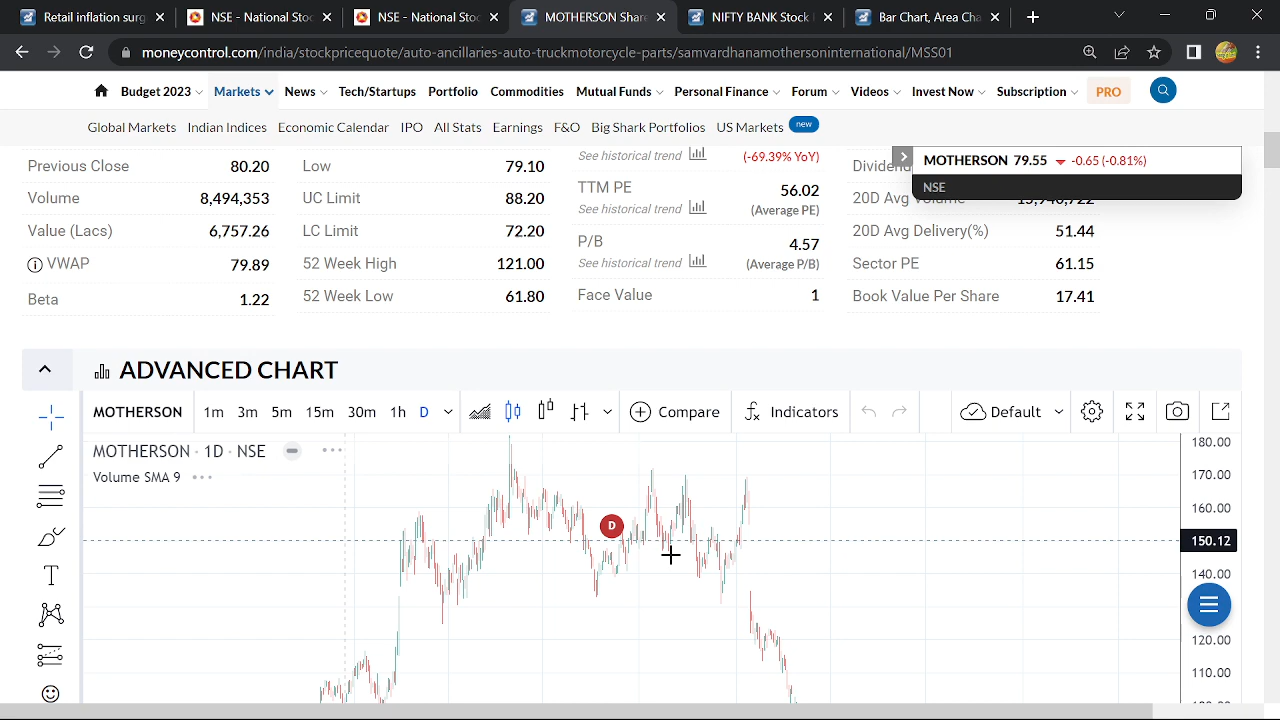 Retail inflation surg
NSE - National Sto
NSE - National Sto
MOTHERSON Share
NIFTY BANK Stock
Chart, Area Cha
moneycontrol.com/india/stockpricequote/auto-ancillaries-auto-truckmotorcycle-parts/samvardhanamothersoninternational/MSS01
Budget 2023 Markets News Tech/Startups Portfolio Commodities Mutual Funds Personal Finance Forum Videos Invest Now Subscription PRO
Global Markets Indian Indices Economic Calendar IPO All Stats Earnings F&O Big Shark Portfolios US Markets new
See historical trend (-69.39% YoY)
MOTHERSON 79.55 -0.65 (-0.81%)
NSE
Previous Close 80.20
Volume 8,494,353
Value (Lacs) 6,757.26
VWAP 79.89
Beta 1.22
Low 79.10
UC Limit 88.20
LC Limit 72.20
52 Week High 121.00
52 Week Low 61.80
TTM PE 56.02
See historical trend (Average PE)
P/B 4.57
See historical trend (Average P/B)
Face Value 1
20D Avg
20D Avg Delivery(%) 51.44
Sector PE 61.15
Book Value Per Share 17.41
ADVANCED CHART
MOTHERSON 1m 3m 5m 15m 30m 1h D Compare Indicators Default
MOTHERSON · 1D · NSE
Volume SMA 9
D
180.00
170.00
160.00
150.12
140.00
120.00
110.00